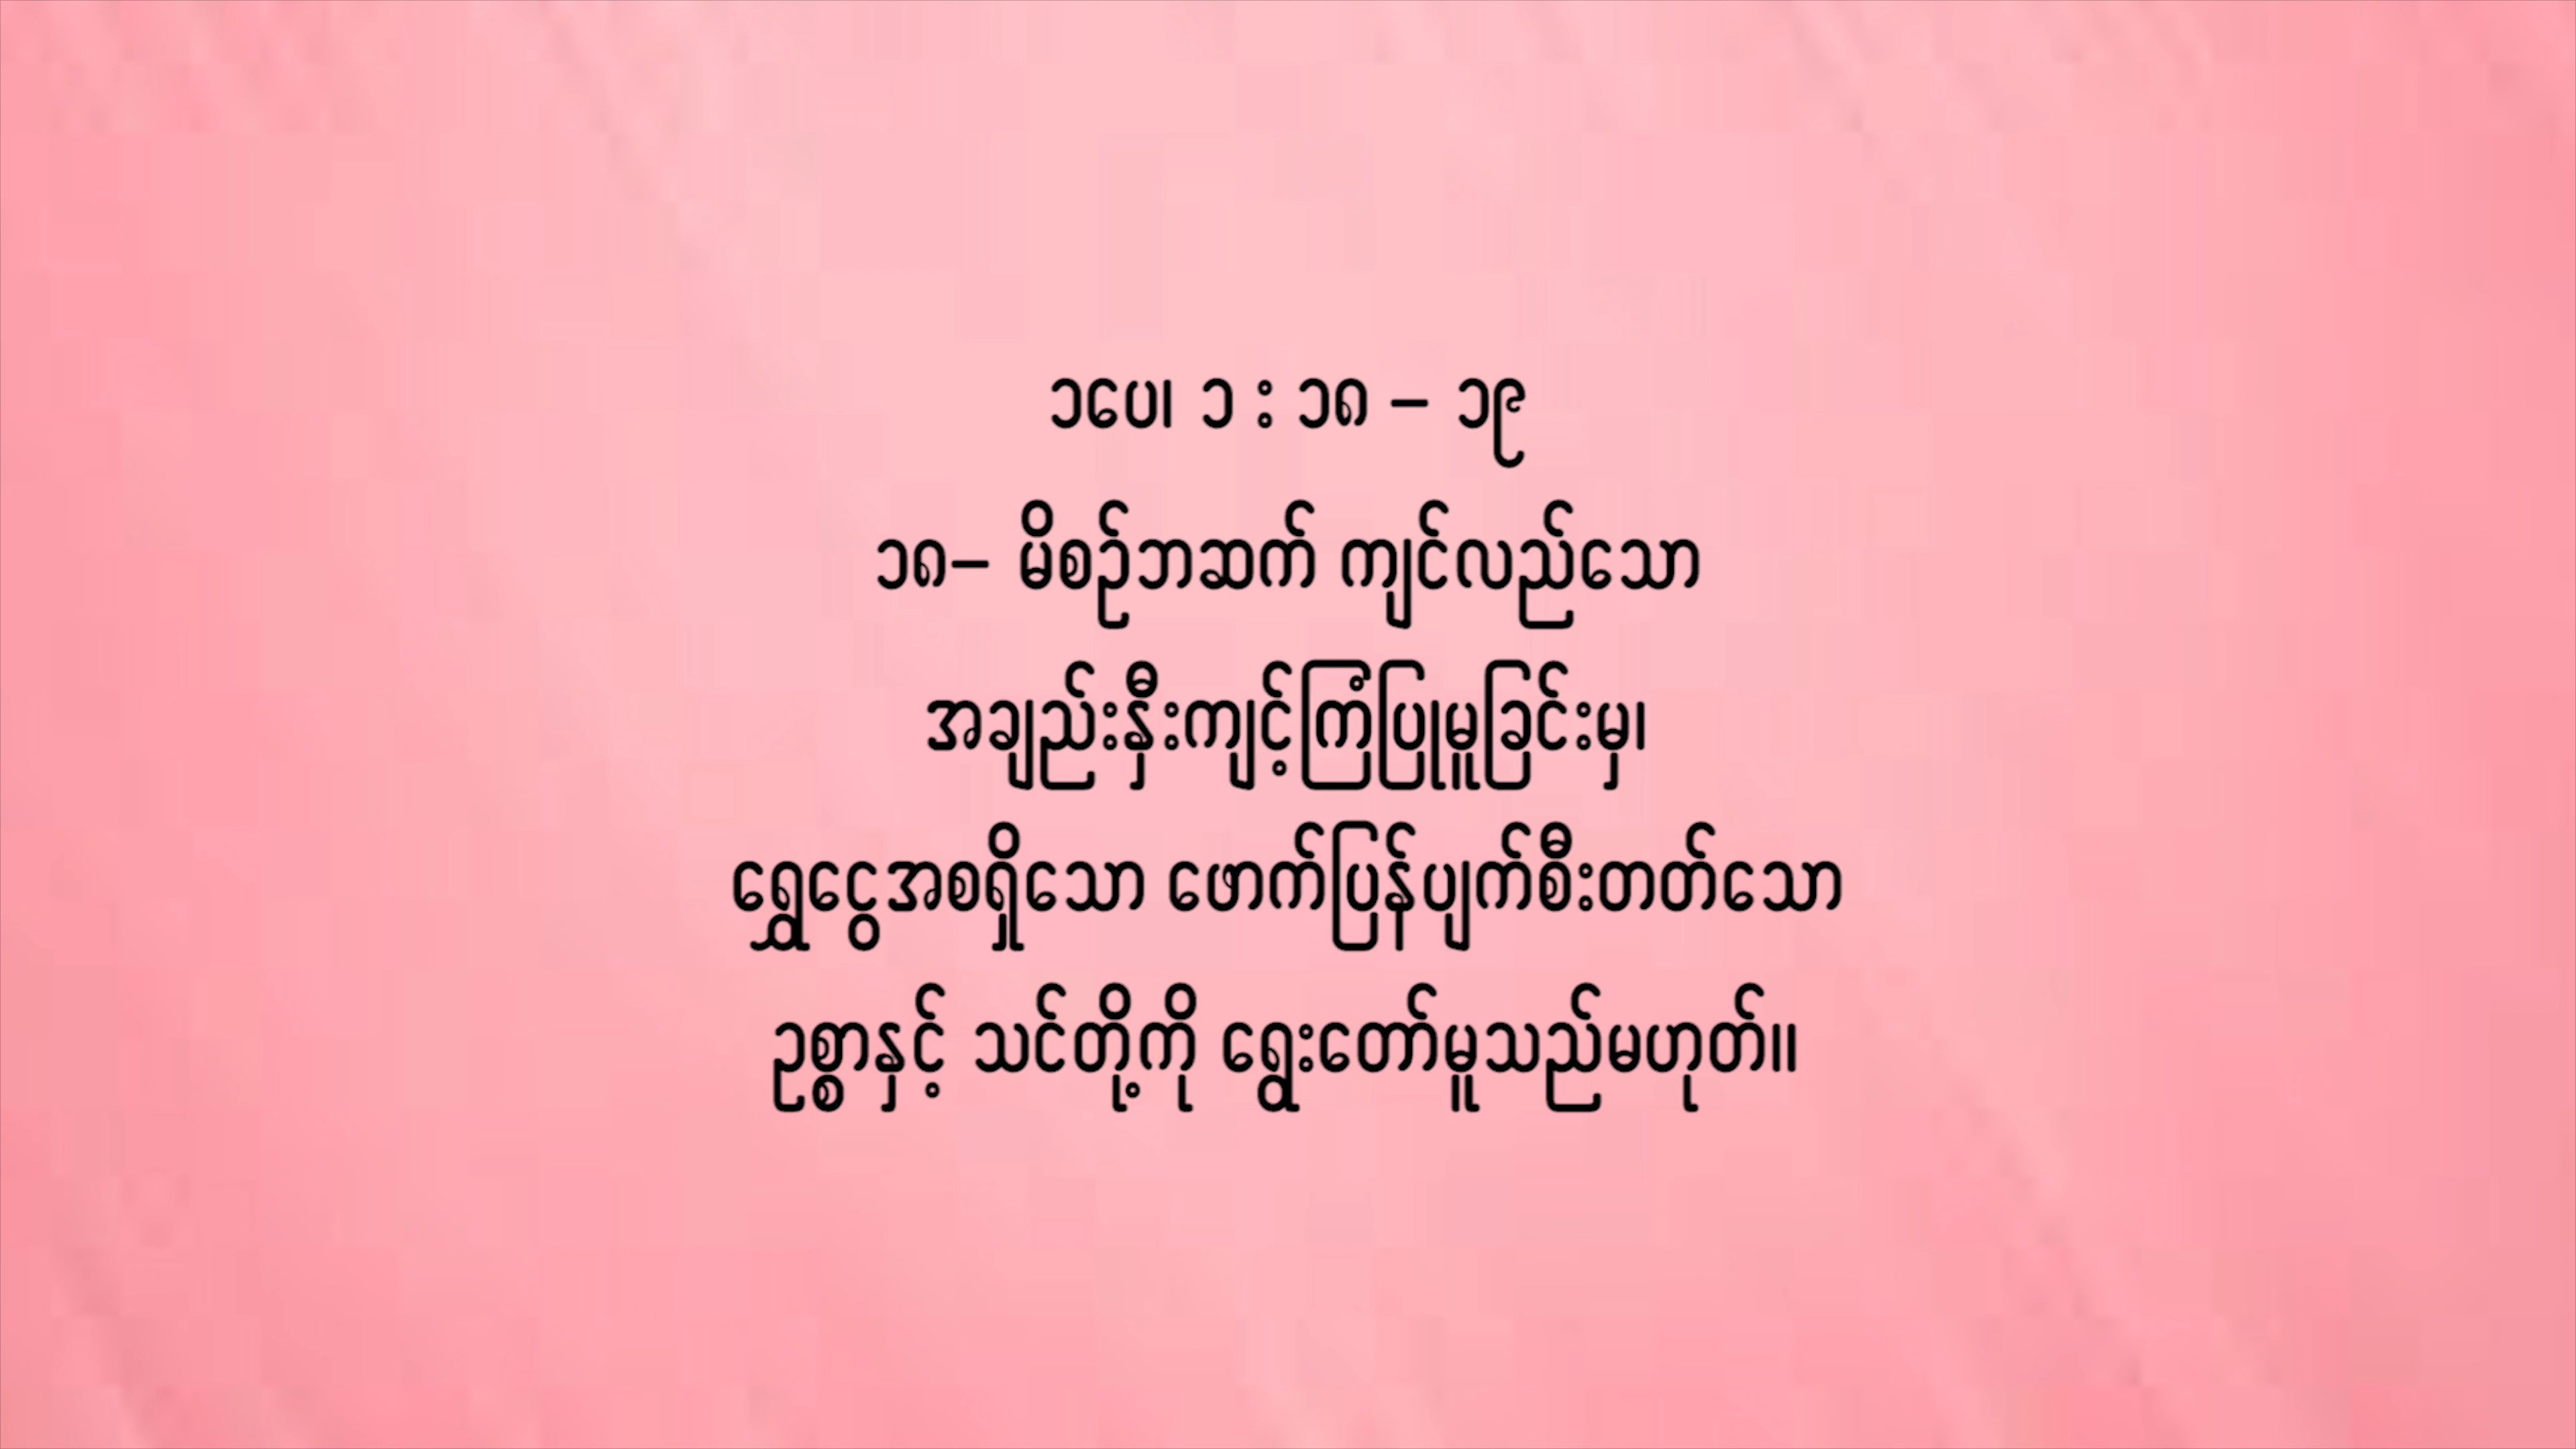 ၁ပေ၊ ၁ : ၁၈ – ၁၉
၁၈– မိစဉ်ဘဆက် ကျင်လည်သော
အချည်းနှီးကျင့်ကြံပြုမူခြင်းမှ၊
ရွှေငွေအစရှိသော ဖောက်ပြန်ပျက်စီးတတ်သော
ဥစ္စာနှင့် သင်တို့ကို ရွေးတော်မူသည်မဟုတ်။